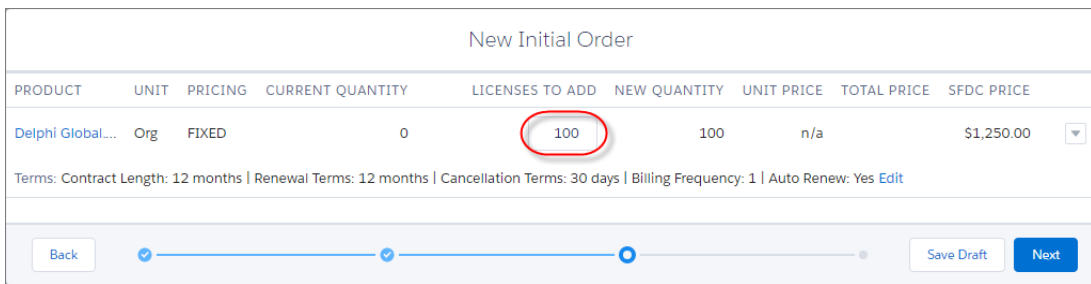 New Initial Order
PRODUCT UNIT PRICING CURRENT QUANTITY LICENSES TO ADD NEW QUANTITY UNIT PRICE TOTAL PRICE SFDC PRICE
Delphi Global.... Org FIXED 0 100 100 n/a $1,250.00
Terms: Contract Length: 12 months | Renewal Terms: 12 months | Cancellation Terms: 30 days | Billing Frequency: 1 | Auto Renew: Yes Edit
Back Save Draft Next